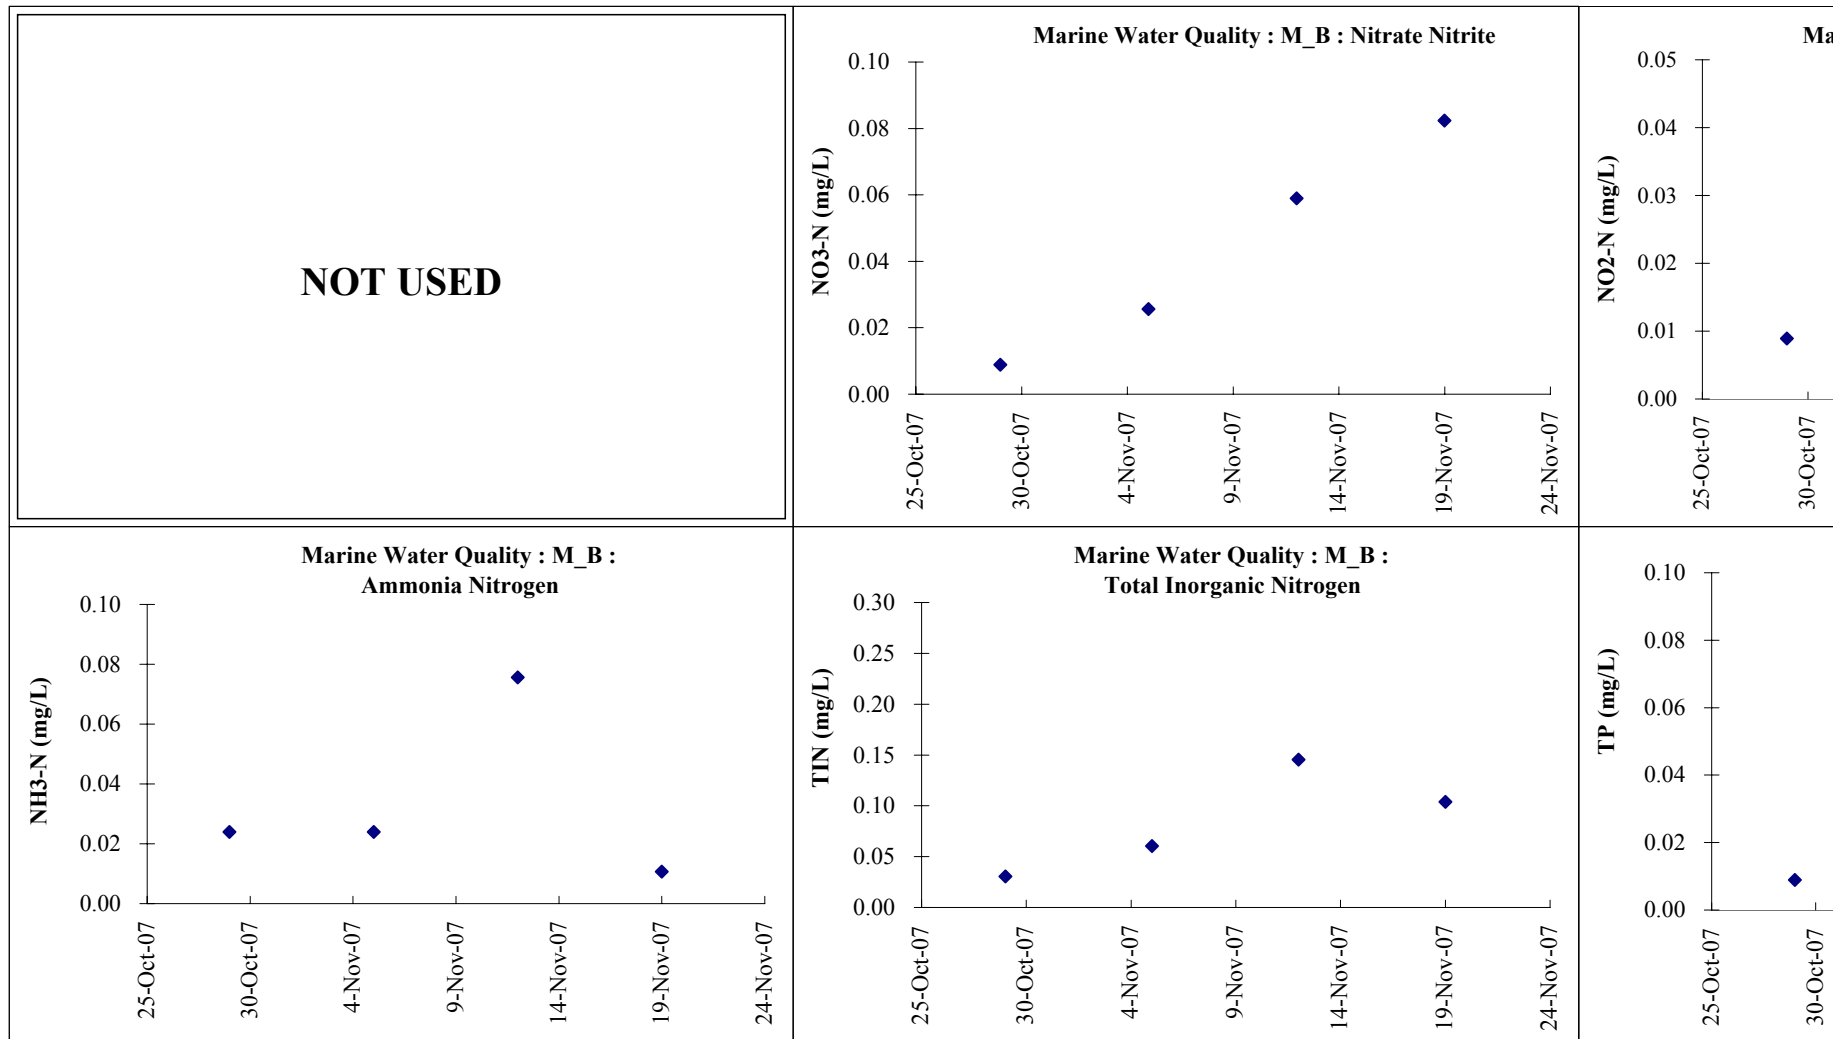 NOT USED
Marine Water Quality : M_B : Nitrate Nitrite
NO3-N (mg/L)
0.10
0.08
0.06
0.04
0.02
0.00
25-Oct-07
30-Oct-07
4-Nov-07
9-Nov-07
14-Nov-07
19-Nov-07
24-Nov-07
Ma
NO2-N (mg/L)
0.05
0.04
0.03
0.02
0.01
0.00
25-Oct-07
30-Oct-07
Marine Water Quality : M_B :
Ammonia Nitrogen
NH3-N (mg/L)
0.10
0.08
0.06
0.04
0.02
0.00
25-Oct-07
30-Oct-07
4-Nov-07
9-Nov-07
14-Nov-07
19-Nov-07
24-Nov-07
Marine Water Quality : M_B :
Total Inorganic Nitrogen
TIN (mg/L)
0.30
0.25
0.20
0.15
0.10
0.05
0.00
25-Oct-07
30-Oct-07
4-Nov-07
9-Nov-07
14-Nov-07
19-Nov-07
24-Nov-07
TP (mg/L)
0.10
0.08
0.06
0.04
0.02
0.00
25-Oct-07
30-Oct-07